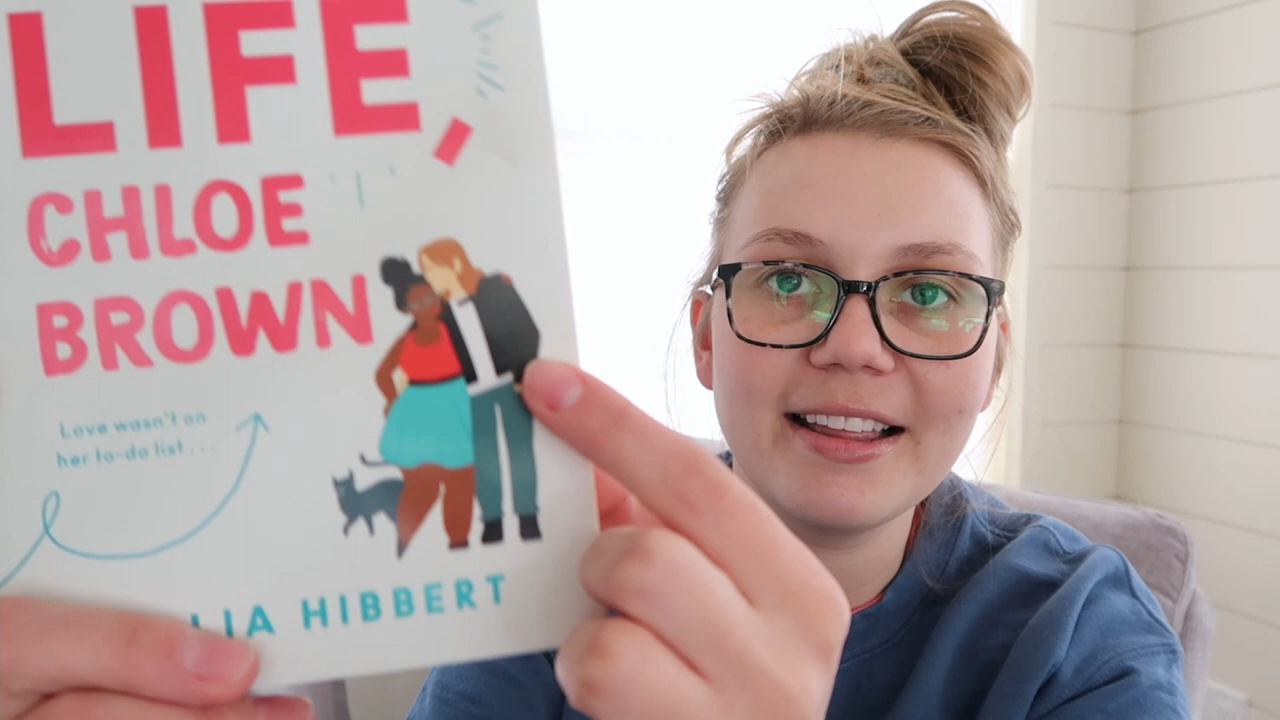 LIFE,
CHLOE
BROWN
Love wasn't on
her to-do list...
LIA HIBBERT